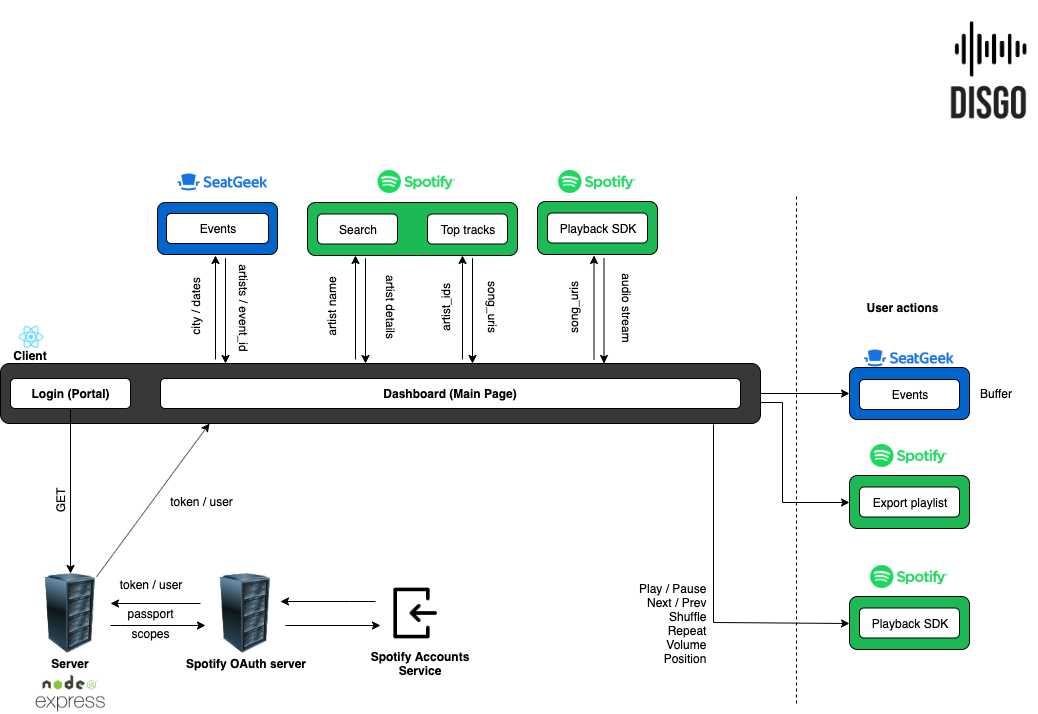 DISGO
SeatGeek
Spotify
Spotify
Events
Search
Top tracks
Playback SDK
city / dates
artists / event_id
artist name
artist details
artist_ids
song_uris
song_uris
audio stream
User actions
Client
Login (Portal)
Dashboard (Main Page)
SeatGeek
Events
Buffer
Spotify
Export playlist
GET
token / user
token / user
passport
scopes
Server
node
JS
express
Spotify OAuth server
Spotify Accounts
Service
Play / Pause
Next / Prev
Shuffle
Repeat
Volume
Position
Spotify
Playback SDK